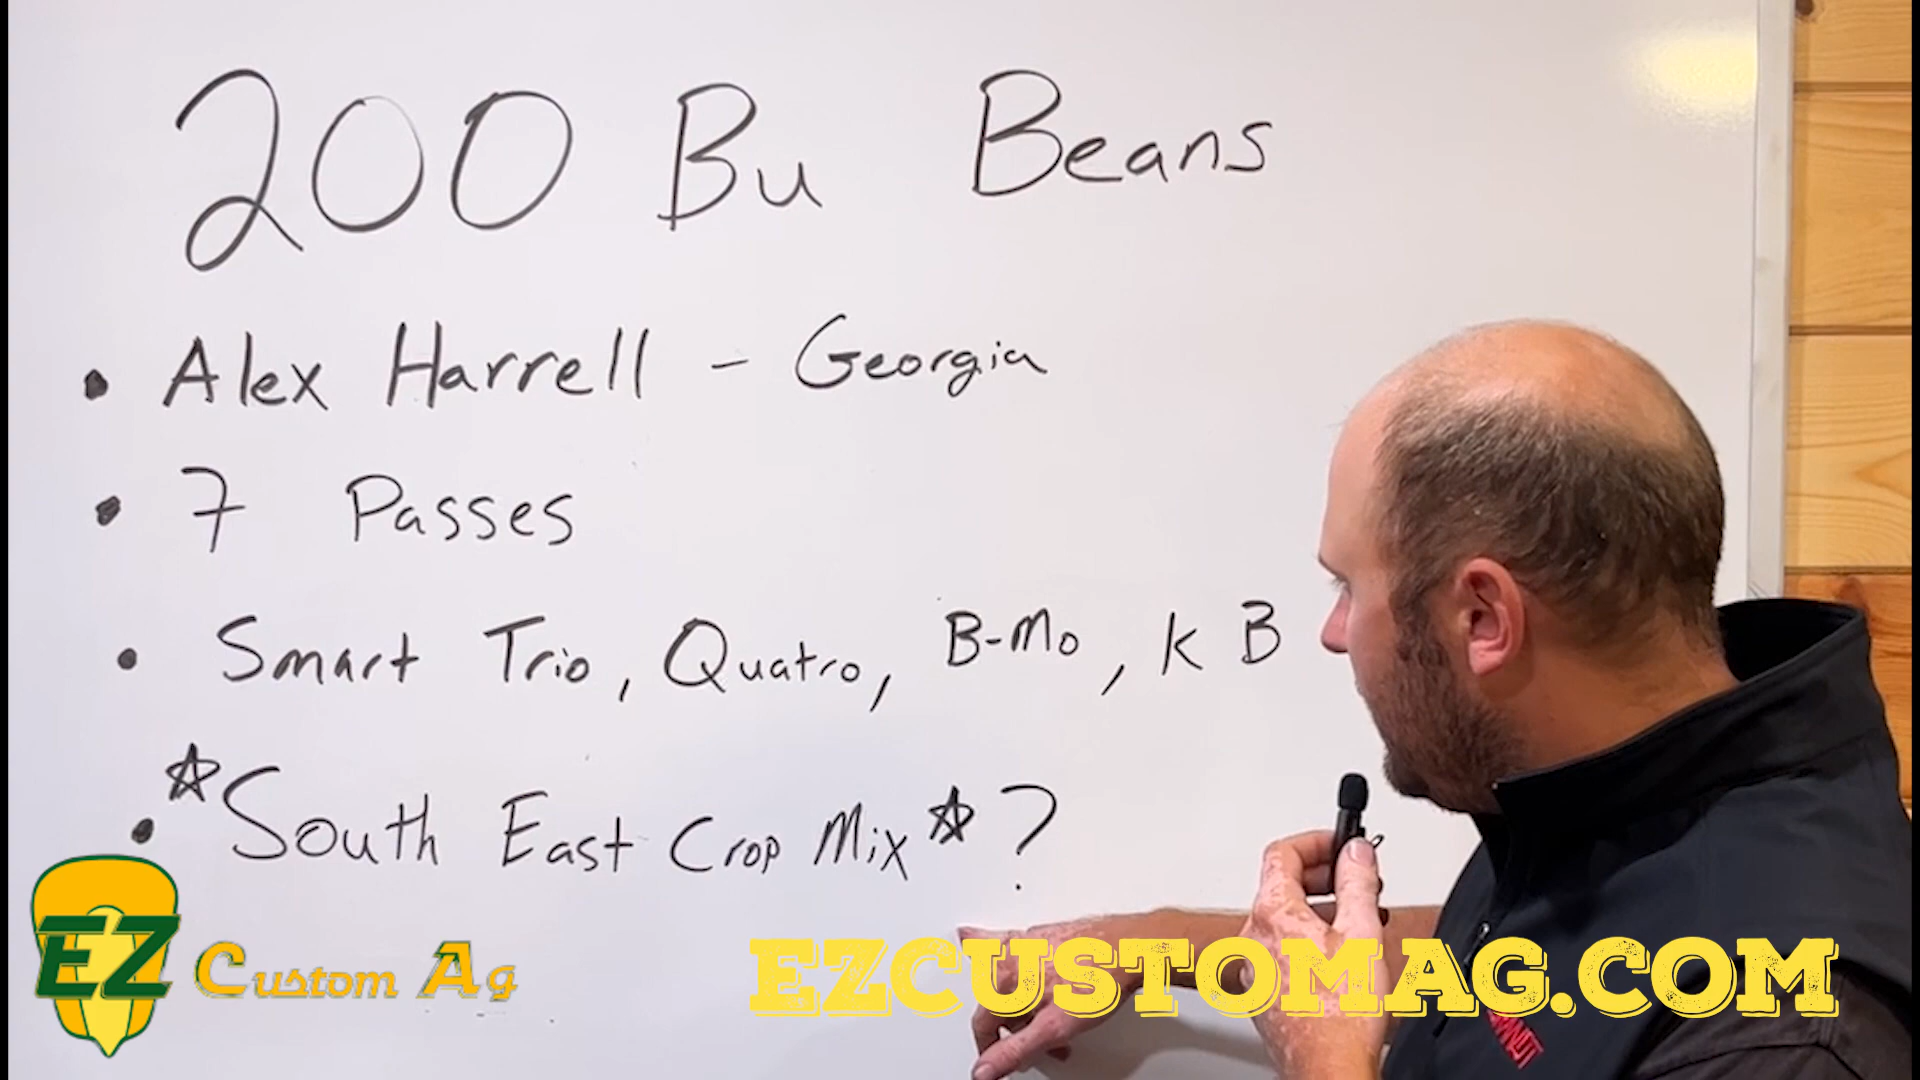 200 Bu Beans
• Alex Harrell - Georgia
• 7 Passes
• Smart Trio, Quatro, B-Mo, K B
• ☆South East Crop Mix☆?
EZ Custom Ag
EZCUSTOMAG.COM